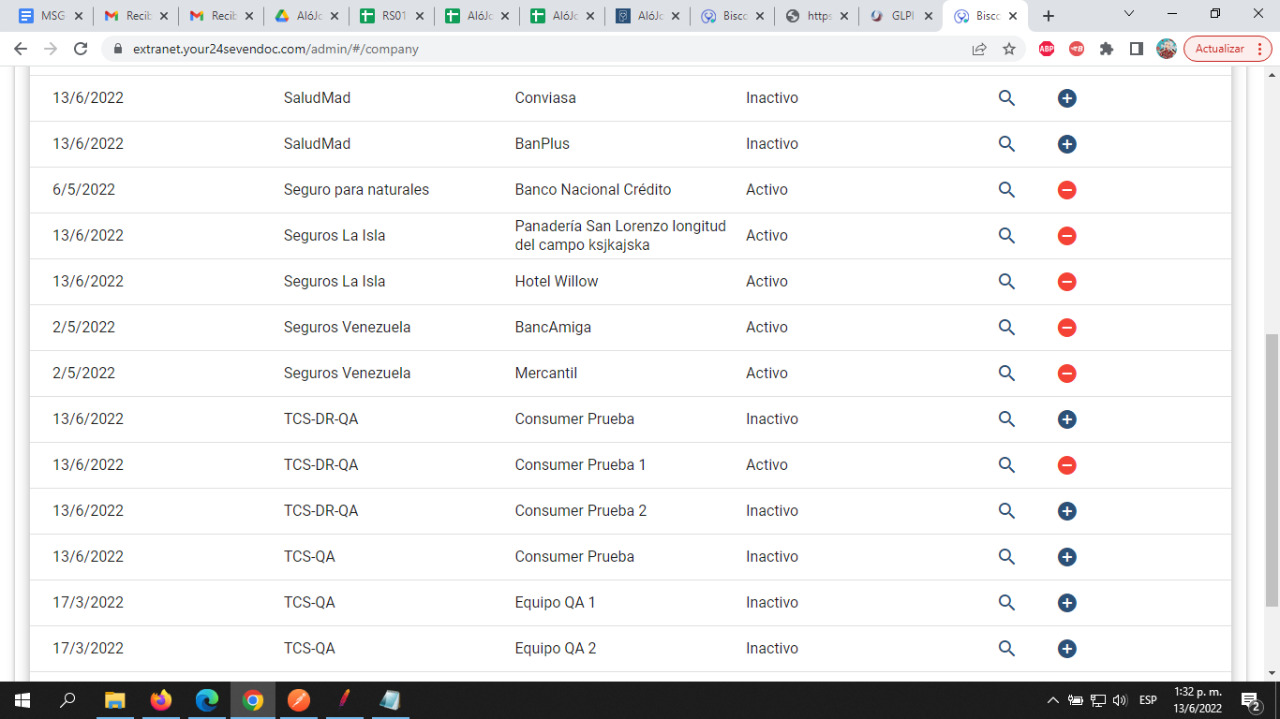 MSG
Recib
Recib
AlóJc
RS01
AlóJc
AlóJc
AlóJc
Bisco
https
GLPI
Bisco
extranet.your24sevendoc.com/admin/#/company
ABP
Actualizar
13/6/2022 SaludMad Conviasa Inactivo
13/6/2022 SaludMad BanPlus Inactivo
6/5/2022 Seguro para naturales Banco Nacional Crédito Activo
13/6/2022 Seguros La Isla Panadería San Lorenzo longitud del campo ksjkajska Activo
13/6/2022 Seguros La Isla Hotel Willow Activo
2/5/2022 Seguros Venezuela BancAmiga Activo
2/5/2022 Seguros Venezuela Mercantil Activo
13/6/2022 TCS-DR-QA Consumer Prueba Inactivo
13/6/2022 TCS-DR-QA Consumer Prueba 1 Activo
13/6/2022 TCS-DR-QA Consumer Prueba 2 Inactivo
13/6/2022 TCS-QA Consumer Prueba Inactivo
17/3/2022 TCS-QA Equipo QA 1 Inactivo
17/3/2022 TCS-QA Equipo QA 2 Inactivo
ESP
1:32 p. m.
13/6/2022
2